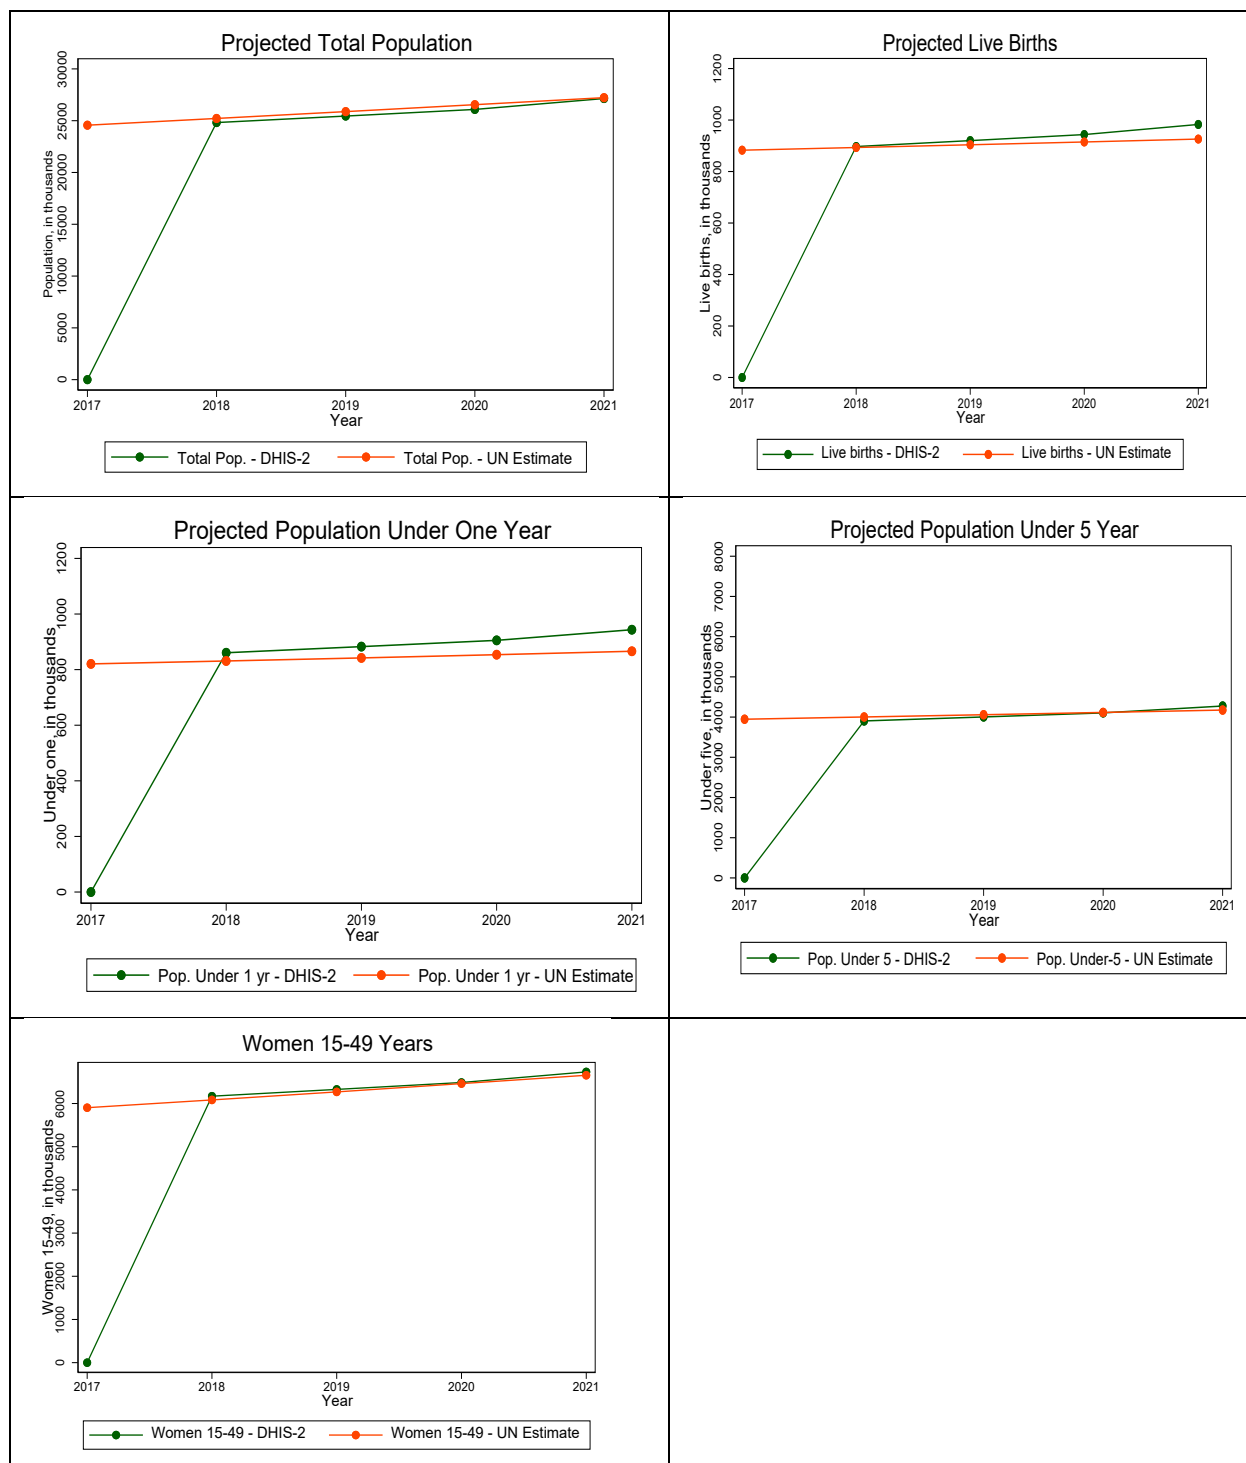 Projected Total Population
Population, in thousands
30000
25000
20000
15000
10000
5000
0
2017 2018 2019 2020 2021
Year
Total Pop. - DHIS-2 Total Pop. - UN Estimate
Projected Live Births
Live births, in thousands
1200
1000
800
600
400
200
0
2017 2018 2019 2020 2021
Year
Live births - DHIS-2 Live births - UN Estimate
Projected Population Under One Year
Under one, in thousands
1200
1000
800
600
400
200
0
2017 2018 2019 2020 2021
Year
Pop. Under 1 yr - DHIS-2 Pop. Under 1 yr - UN Estimate
Projected Population Under 5 Year
Under five, in thousands
8000
7000
6000
5000
4000
3000
2000
1000
0
2017 2018 2019 2020 2021
Year
Pop. Under 5 - DHIS-2 Pop. Under-5 - UN Estimate
Women 15-49 Years
Women 15-49, in thousands
6000
5000
4000
3000
2000
1000
0
2017 2018 2019 2020 2021
Year
Women 15-49 - DHIS-2 Women 15-49 - UN Estimate